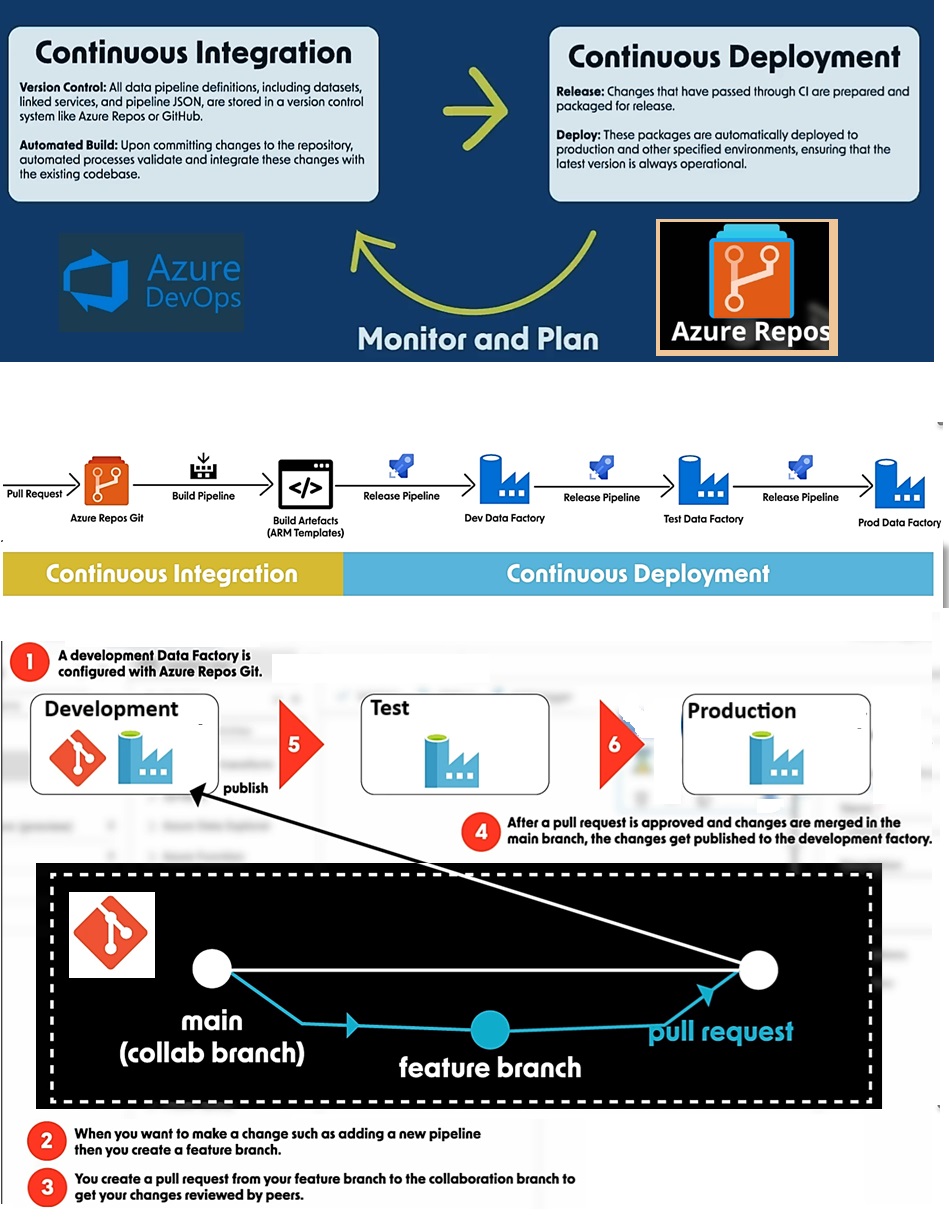 Continuous Integration
Version Control: All data pipeline definitions, including datasets,
linked services, and pipeline JSON, are stored in a version control
system like Azure Repos or GitHub.
Automated Build: Upon committing changes to the repository,
automated processes validate and integrate these changes with
the existing codebase.
Continuous Deployment
Release: Changes that have passed through CI are prepared and
packaged for release.
Deploy: These packages are automatically deployed to
production and other specified environments, ensuring that the
latest version is always operational.
Azure
DevOps
Monitor and Plan
Azure Repos
Pull Request
Azure Repos Git
Build Pipeline
</>
Build Artefacts
(ARM Templates)
Release Pipeline
Dev Data Factory
Release Pipeline
Test Data Factory
Release Pipeline
Prod Data Factory
Continuous Integration
Continuous Deployment
1
A development Data Factory is
configured with Azure Repos Git.
Development
5
Test
6
Production
publish
4
After a pull request is approved and changes are merged in the
main branch, the changes get published to the development factory.
main
(collab branch)
feature branch
pull request
2
When you want to make a change such as adding a new pipeline
then you create a feature branch.
3
You create a pull request from your feature branch to the collaboration branch to
get your changes reviewed by peers.